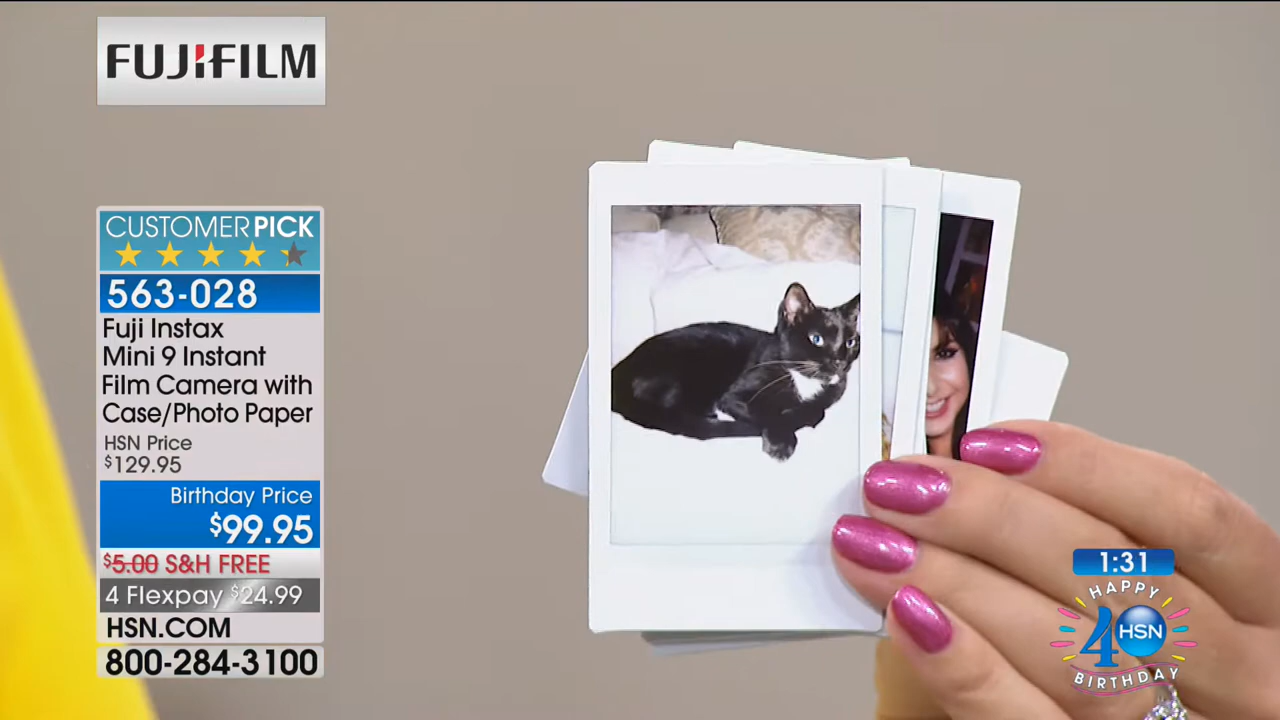 FUJIFILM
CUSTOMER PICK
563-028
Fuji Instax
Mini 9 Instant
Film Camera with
Case/Photo Paper
HSN Price
$129.95
Birthday Price
$99.95
$5.00 S&H FREE
4 Flexpay $24.99
HSN.COM
800-284-3100
1:31
HAPPY
40
HSN
BIRTHDAY